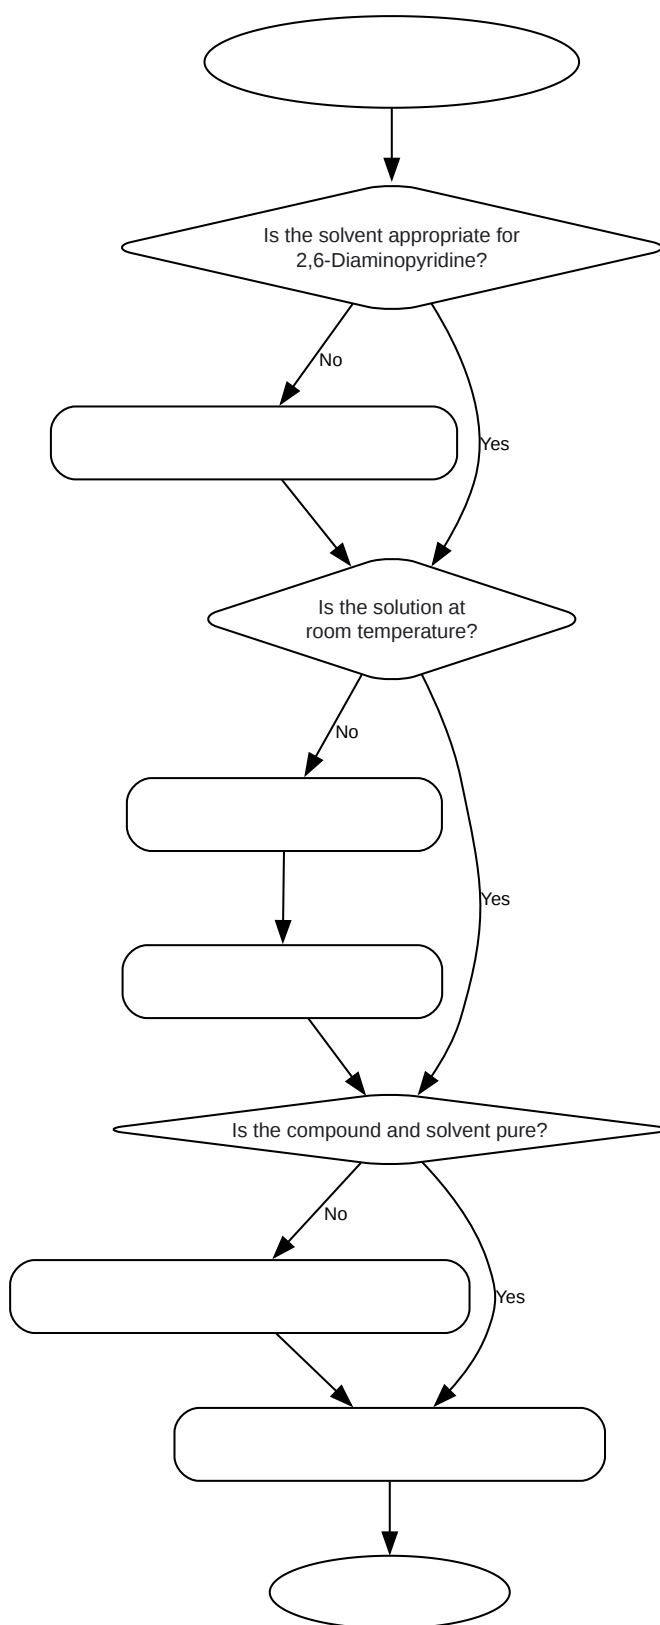 Is the solvent appropriate for
2,6-Diaminopyridine?
No
Yes
Is the solution at
room temperature?
No
Yes
Is the compound and solvent pure?
No
Yes